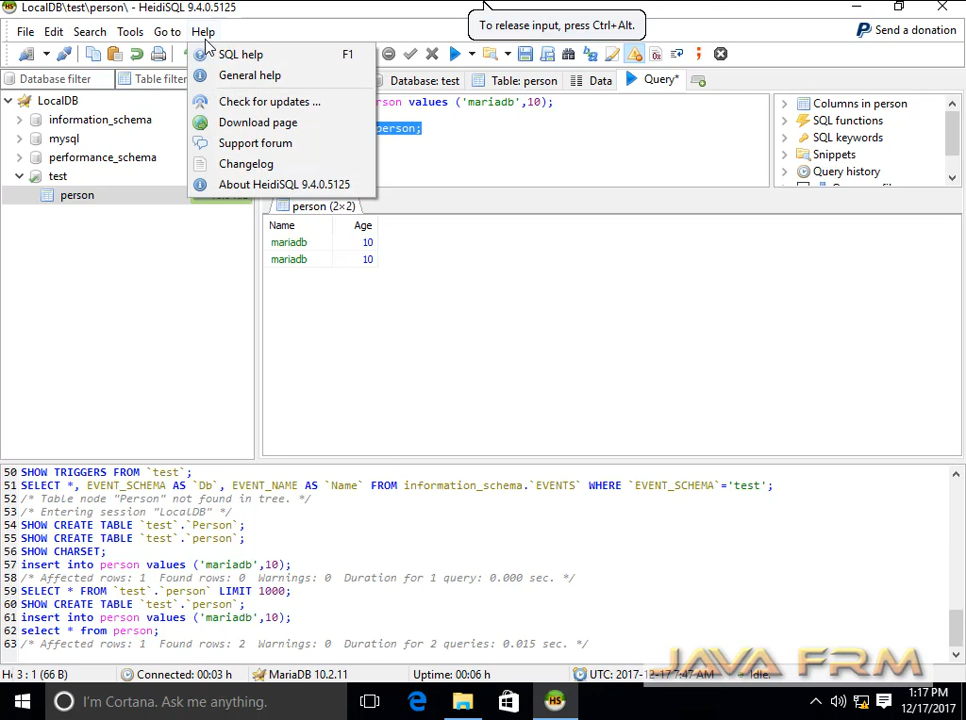 LocalDB\test\person\ - HeidiSQL 9.4.0.5125
To release input, press Ctrl+Alt.
File Edit Search Tools Go to Help
Send a donation
SQL help F1
General help
Check for updates ...
Download page
Support forum
Changelog
About HeidiSQL 9.4.0.5125
Database filter
Table filter
Database: test
Table: person
Data
Query*
LocalDB
information_schema
mysql
performance_schema
test
person
values ('mariadb',10);
person;
Columns in person
SQL functions
SQL keywords
Snippets
Query history
person (2×2)
Name Age
mariadb 10
mariadb 10
50 SHOW TRIGGERS FROM `test`;
51 SELECT *, EVENT_SCHEMA AS `Db`, EVENT_NAME AS `Name` FROM information_schema.`EVENTS` WHERE `EVENT_SCHEMA`='test';
52 /* Table node "Person" not found in tree. */
53 /* Entering session "LocalDB" */
54 SHOW CREATE TABLE `test`.`Person`;
55 SHOW CREATE TABLE `test`.`person`;
56 SHOW CHARSET;
57 insert into person values ('mariadb',10);
58 /* Affected rows: 1 Found rows: 0 Warnings: 0 Duration for 1 query: 0.000 sec. */
59 SELECT * FROM `test`.`person` LIMIT 1000;
60 SHOW CREATE TABLE `test`.`person`;
61 insert into person values ('mariadb',10);
62 select * from person;
63 /* Affected rows: 1 Found rows: 2 Warnings: 0 Duration for 2 queries: 0.015 sec. */
3 : 1 (66 B)
Connected: 00:03 h
MariaDB 10.2.11
Uptime: 00:06 h
UTC: 2017-12-17 7:47 AM
Idle.
JAVA FRM
I'm Cortana. Ask me anything.
HS
1:17 PM
12/17/2017